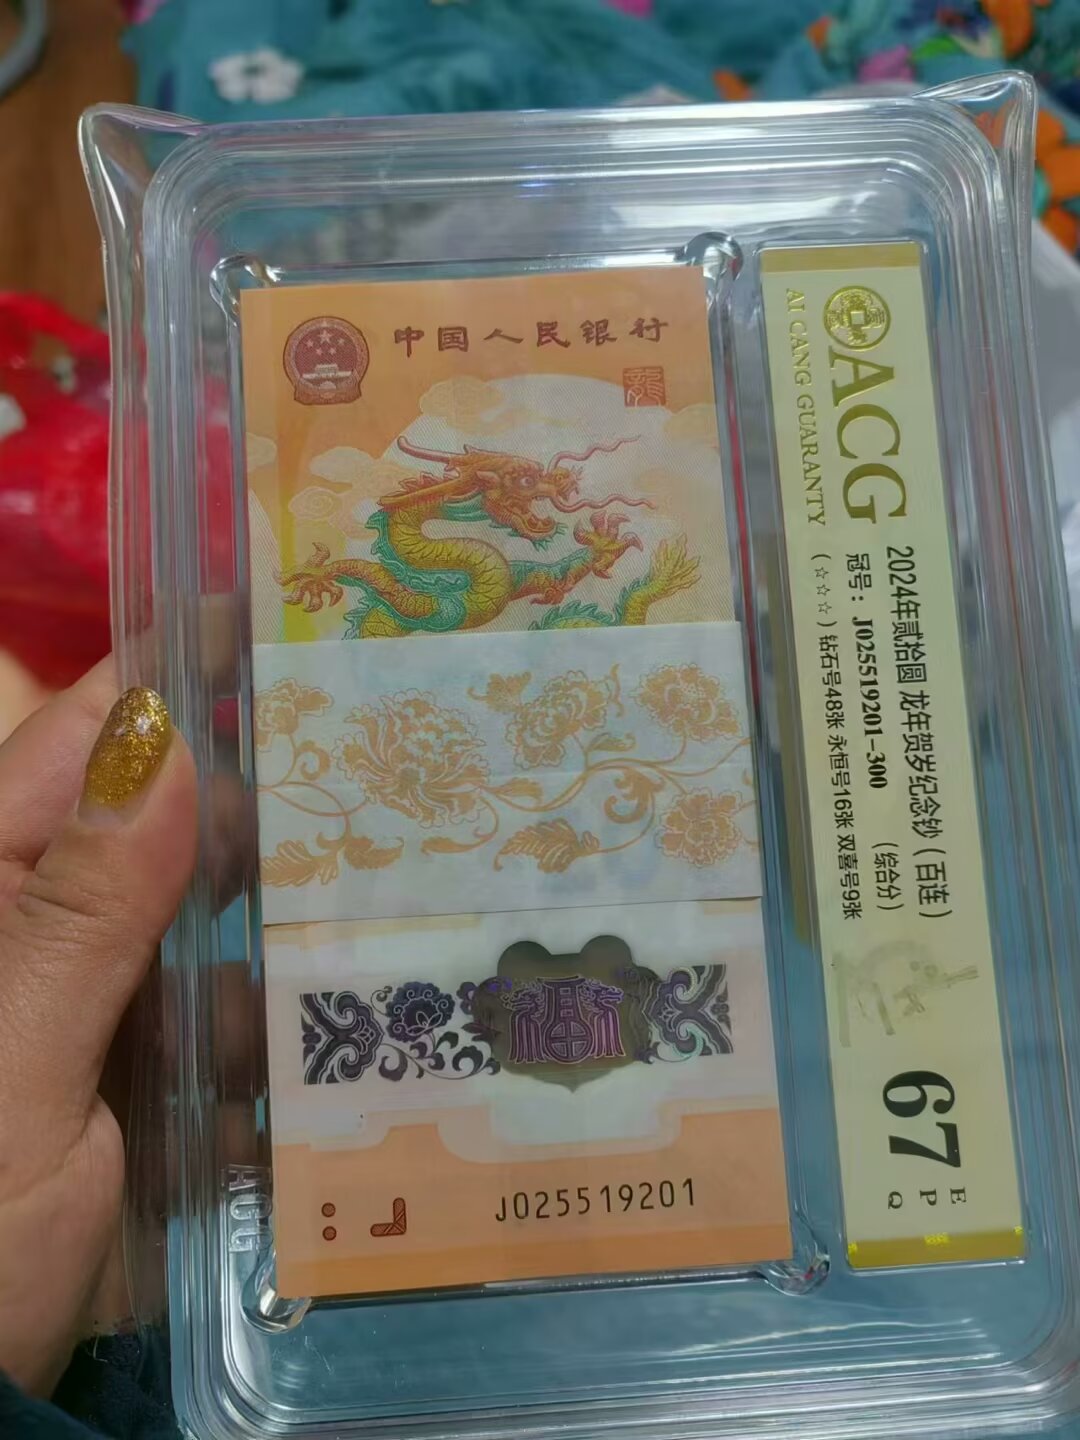 中国人民银行
龍
福
J025519201
ACG
AI CANG GUARANTY
2024年贰拾圆 龙年贺岁纪念钞（百连）
冠号：J025519201-300 （综合分）
（☆☆☆）钻石号48张 永恒号16张 双喜号9张
67
E
P
Q
ACG